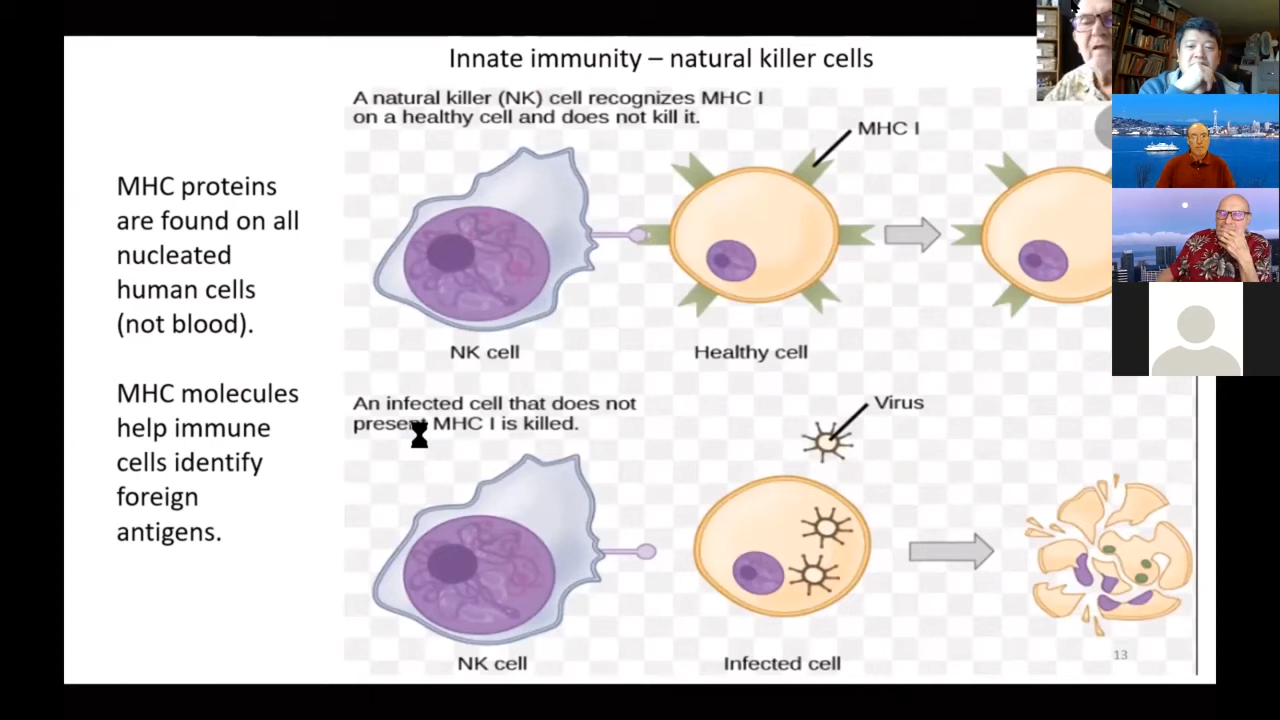 Innate immunity – natural killer cells
A natural killer (NK) cell recognizes MHC I
on a healthy cell and does not kill it.
MHC I
MHC proteins
are found on all
nucleated
human cells
(not blood).
NK cell
Healthy cell
MHC molecules
help immune
cells identify
foreign
antigens.
An infected cell that does not
present MHC I is killed.
Virus
NK cell
Infected cell
13